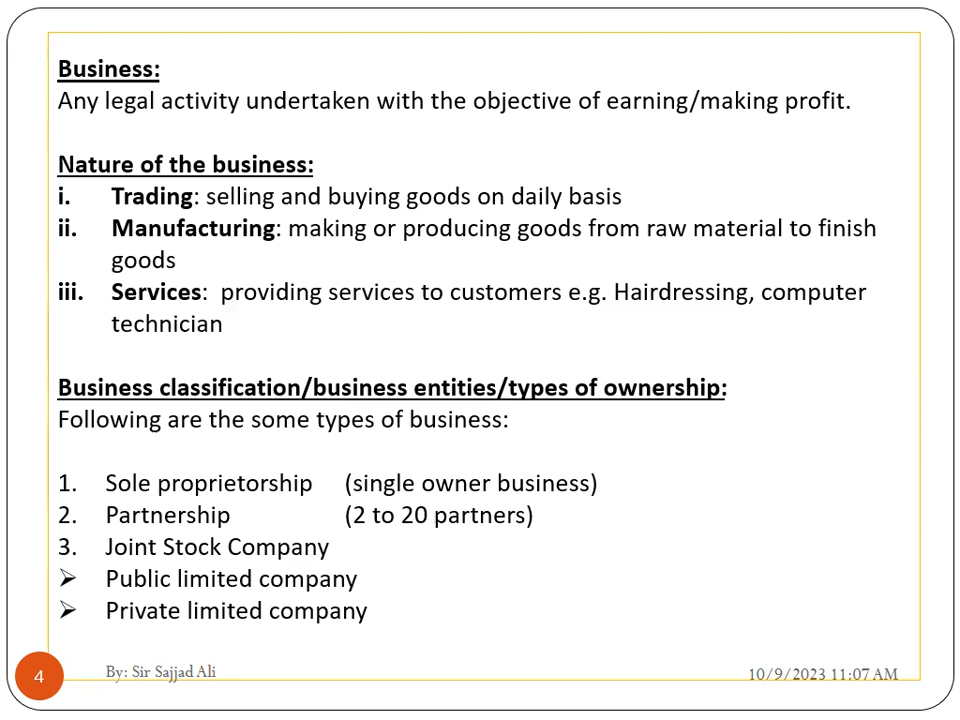 Business:
Any legal activity undertaken with the objective of earning/making profit.
Nature of the business:
i. Trading: selling and buying goods on daily basis
ii. Manufacturing: making or producing goods from raw material to finish
goods
iii. Services: providing services to customers e.g. Hairdressing, computer
technician
Business classification/business entities/types of ownership:
Following are the some types of business:
1. Sole proprietorship (single owner business)
2. Partnership (2 to 20 partners)
3. Joint Stock Company
➢ Public limited company
➢ Private limited company
4 By: Sir Sajjad Ali 10/9/2023 11:07 AM